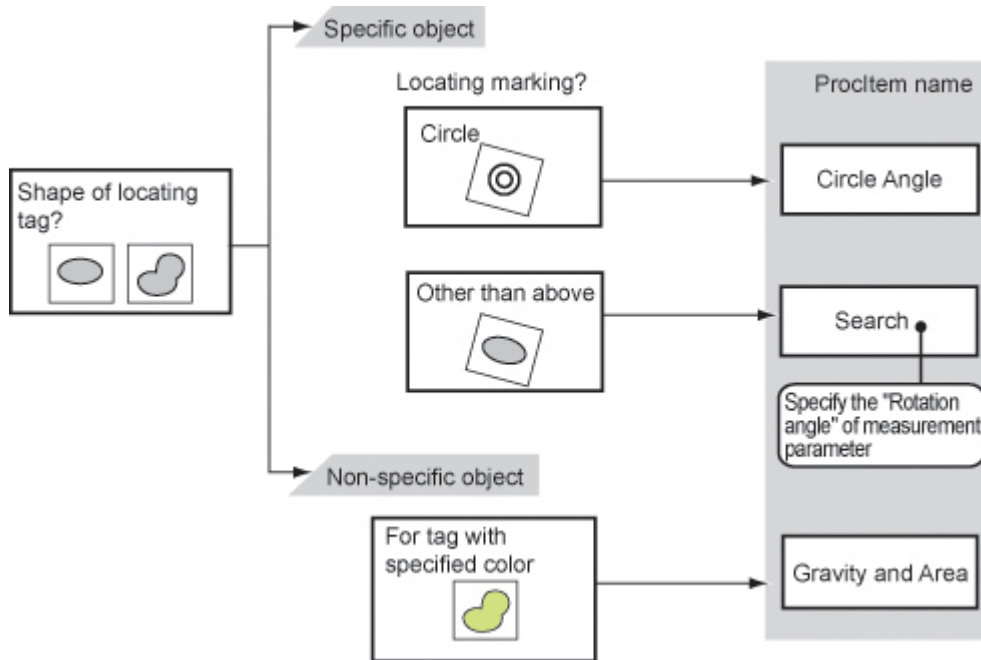 Specific object
Locating marking?
ProcItem name
Circle
Circle Angle
Shape of locating
tag?
Other than above
Search
Specify the "Rotation
angle" of measurement
parameter
Non-specific object
For tag with
specified color
Gravity and Area